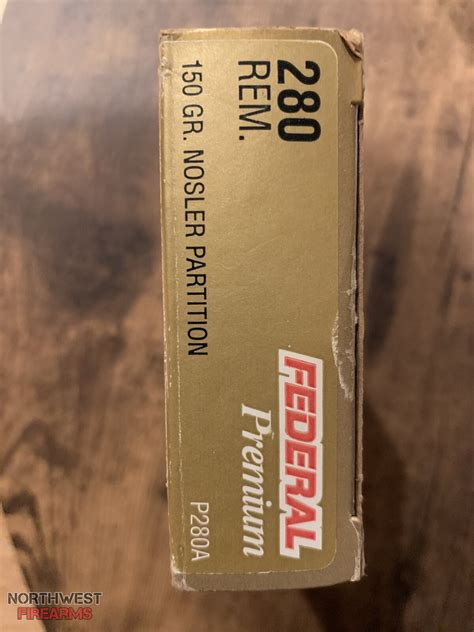 280
REM.
150 GR. NOSLER PARTITION
FEDERAL
Premium
P280A
NORTHWEST
FIREARMS